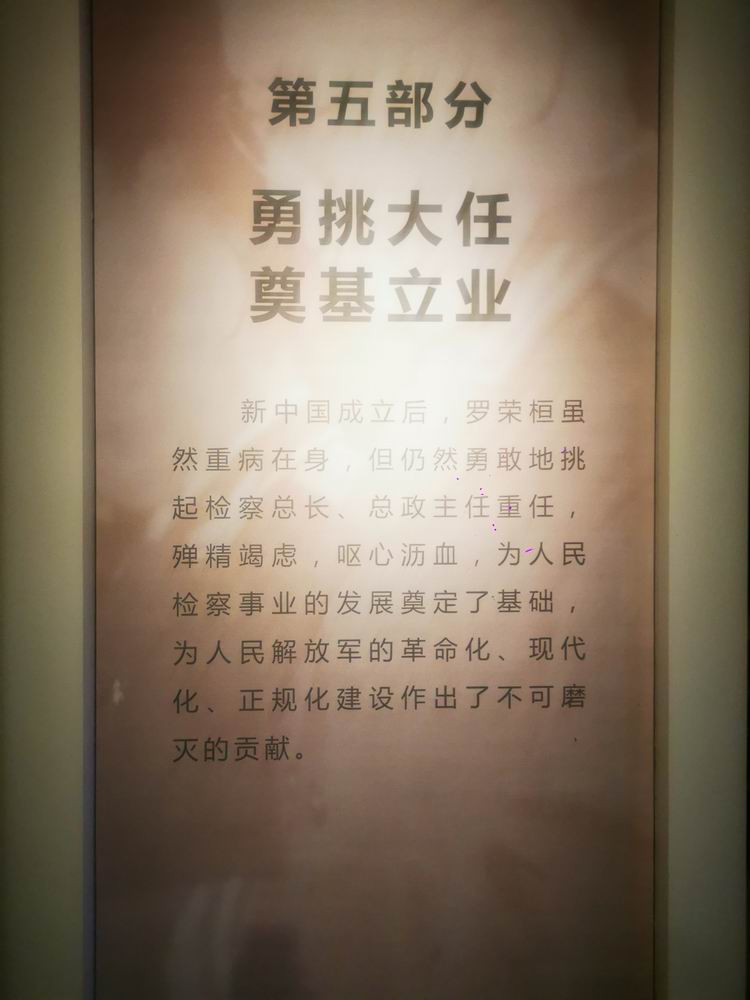 第五部分
勇挑大任
奠基立业
新中国成立后，罗荣桓虽
然重病在身，但仍然勇敢地挑
起检察总长、总政主任重任，
殚精竭虑，呕心沥血，为人民
检察事业的发展奠定了基础，
为人民解放军的革命化、现代
化、正规化建设作出了不可磨
灭的贡献。